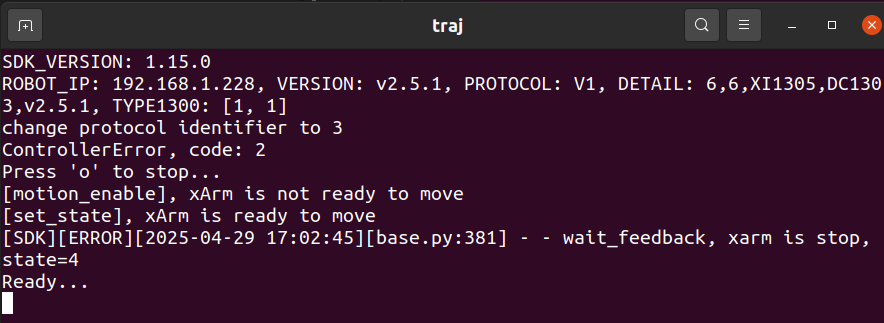 traj
SDK_VERSION: 1.15.0
ROBOT_IP: 192.168.1.228, VERSION: v2.5.1, PROTOCOL: V1, DETAIL: 6,6,XI1305,DC130
3,v2.5.1, TYPE1300: [1, 1]
change protocol identifier to 3
ControllerError, code: 2
Press 'o' to stop...
[motion_enable], xArm is not ready to move
[set_state], xArm is ready to move
[SDK][ERROR][2025-04-29 17:02:45][base.py:381] - - wait_feedback, xarm is stop,
state=4
Ready...